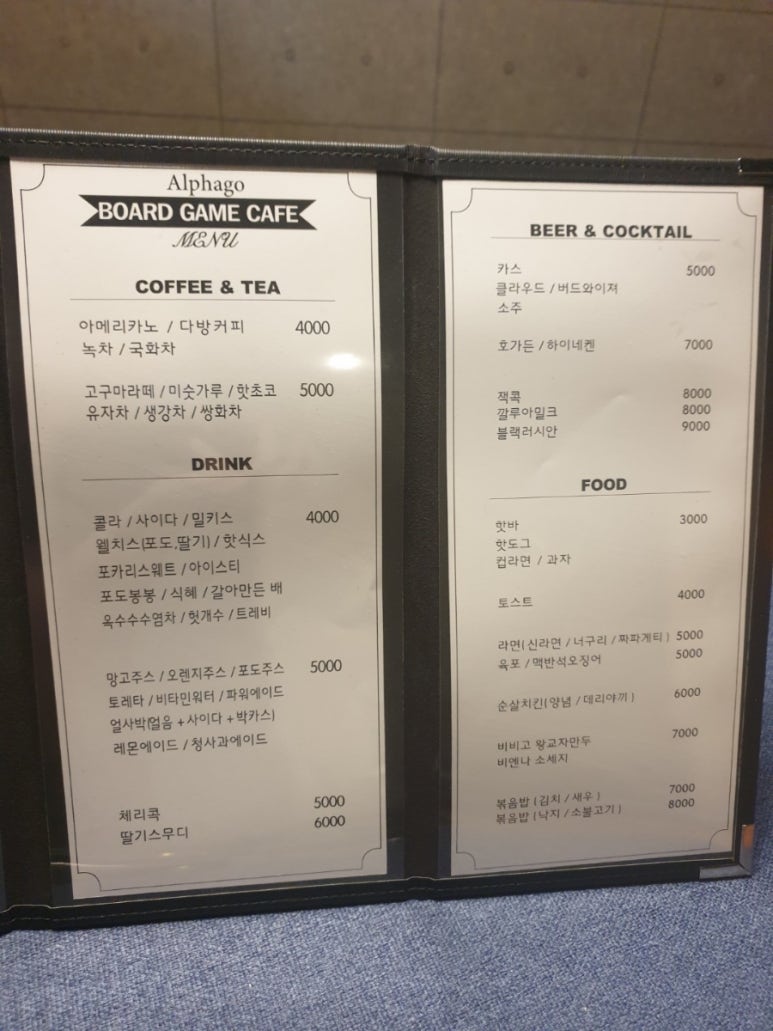 Alphago
BOARD GAME CAFE
MENU
COFFEE & TEA
아메리카노 / 다방커피 4000
녹차 / 국화차
고구마라떼 / 미숫가루 / 핫초코 5000
유자차 / 생강차 / 쌍화차
DRINK
콜라 / 사이다 / 밀키스 4000
웰치스(포도,딸기) / 핫식스
포카리스웨트 / 아이스티
포도봉봉 / 식혜 / 갈아만든 배
옥수수수염차 / 헛개수 / 트레비
망고주스 / 오렌지주스 / 포도주스 5000
토레타 / 비타민워터 / 파워에이드
얼사박(얼음 + 사이다 + 박카스)
레몬에이드 / 청사과에이드
체리콕 5000
딸기스무디 6000
BEER & COCKTAIL
카스 5000
클라우드 / 버드와이져
소주
호가든 / 하이네켄 7000
잭콕 8000
깔루아밀크 8000
블랙러시안 9000
FOOD
핫바 3000
핫도그
컵라면 / 과자
토스트 4000
라면( 신라면 / 너구리 / 짜파게티 ) 5000
육포 / 맥반석오징어 5000
순살치킨(양념 / 데리야끼 ) 6000
비비고 왕교자만두 7000
비엔나 소세지
볶음밥 ( 김치 / 새우 ) 7000
볶음밥 ( 낙지 / 소불고기 ) 8000